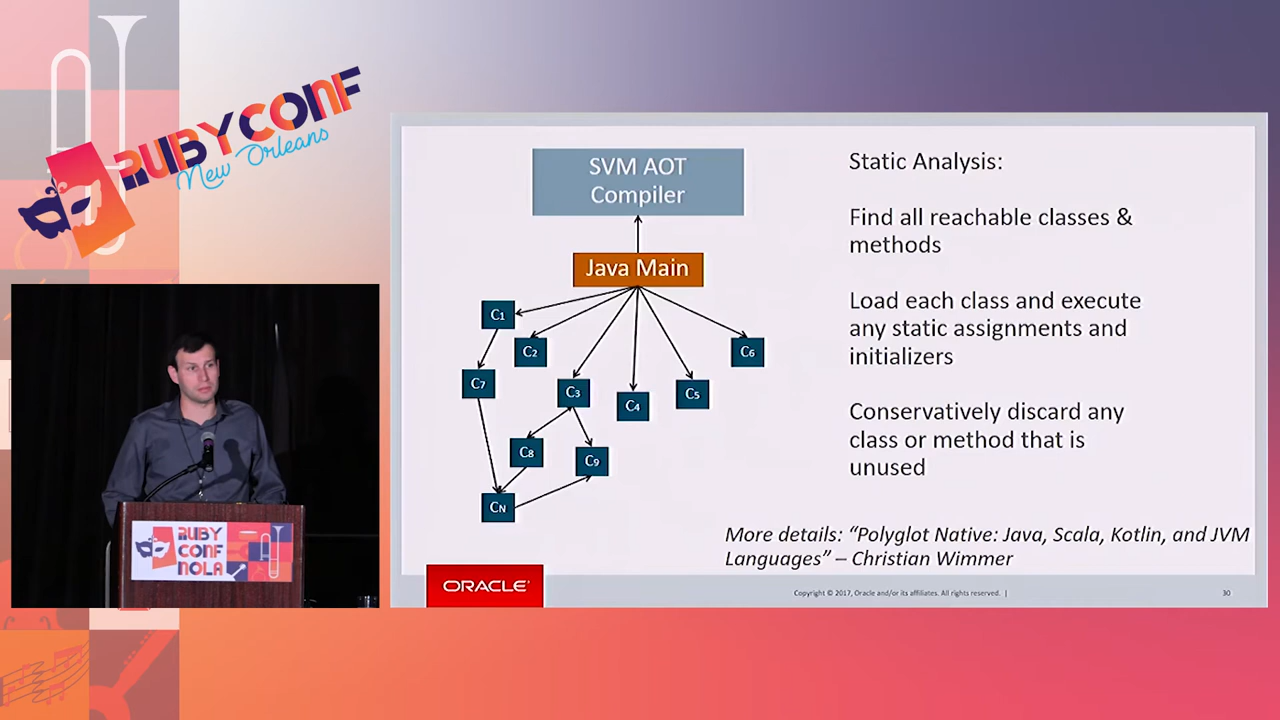 RUBYCONF
New Orleans
SVM AOT
Compiler
Java Main
C1
C2
C6
C7
C3
C4
C5
C8
C9
CN
Static Analysis:
Find all reachable classes &
methods
Load each class and execute
any static assignments and
initializers
Conservatively discard any
class or method that is
unused
More details: “Polyglot Native: Java, Scala, Kotlin, and JVM
Languages” – Christian Wimmer
ORACLE
Copyright © 2017, Oracle and/or its affiliates. All rights reserved. |
30
RUBY
CONF
NOLA